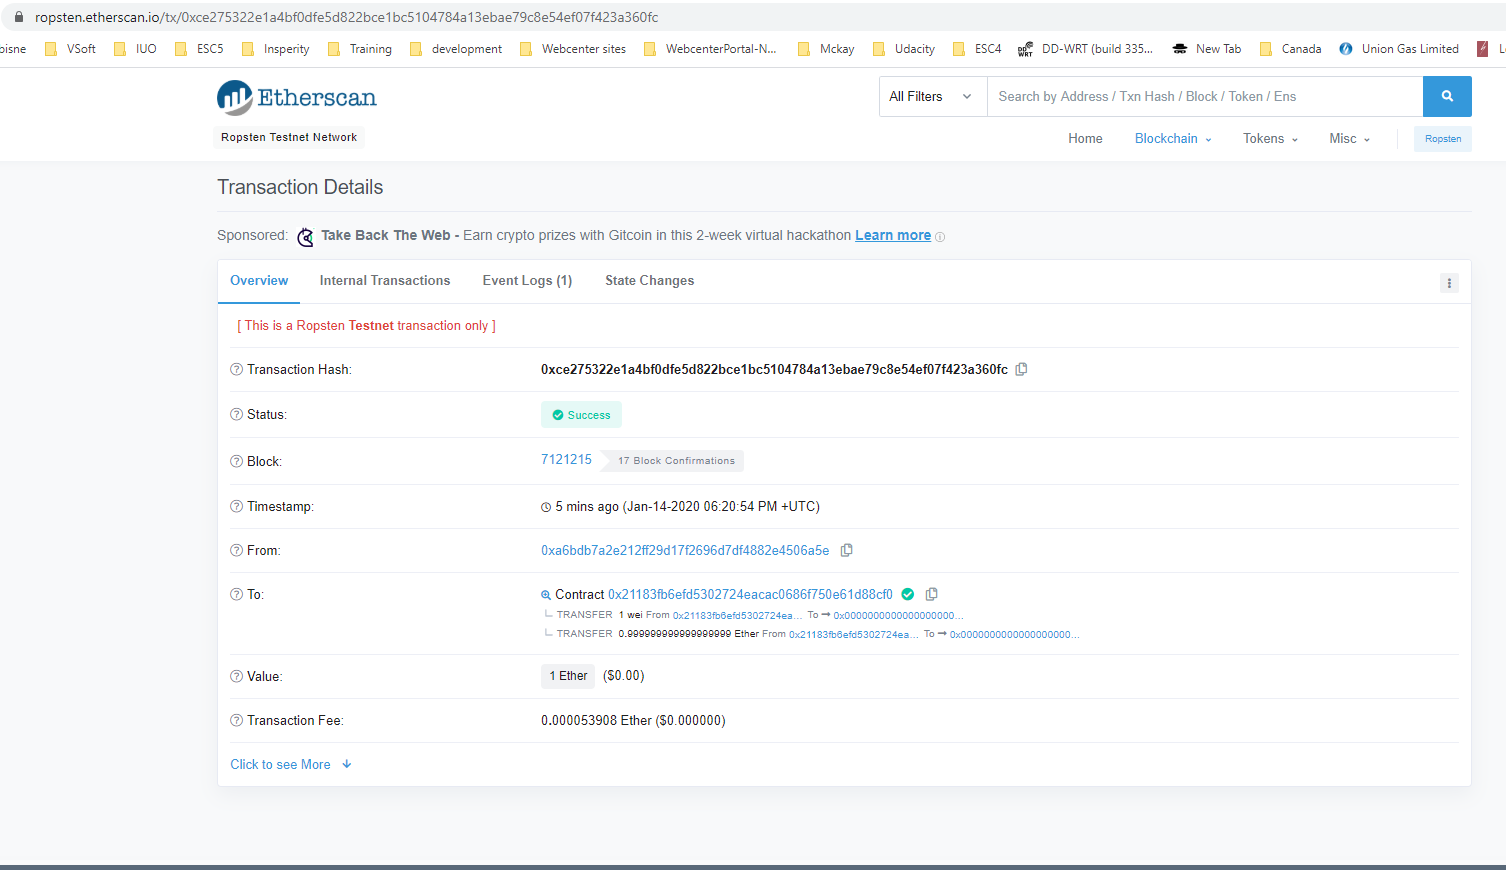 ropsten.etherscan.io/tx/0xce275322e1a4bf0dfe5d822bce1bc5104784a13ebae79c8e54ef07f423a360fc
pisne VSoft IUO ESC5 Insperity Training development Webcenter sites WebcenterPortal-N... Mckay Udacity ESC4 DD-WRT (build 335... New Tab Canada Union Gas Limited
Etherscan
All Filters Search by Address / Txn Hash / Block / Token / Ens
Ropsten Testnet Network
Home Blockchain Tokens Misc Ropsten
Transaction Details
Sponsored: Take Back The Web - Earn crypto prizes with Gitcoin in this 2-week virtual hackathon Learn more
Overview Internal Transactions Event Logs (1) State Changes
[ This is a Ropsten Testnet transaction only ]
Transaction Hash: 0xce275322e1a4bf0dfe5d822bce1bc5104784a13ebae79c8e54ef07f423a360fc
Status: Success
Block: 7121215 17 Block Confirmations
Timestamp: 5 mins ago (Jan-14-2020 06:20:54 PM +UTC)
From: 0xa6bdb7a2e212ff29d17f2696d7df4882e4506a5e
To: Contract 0x21183fb6efd5302724eacac0686f750e61d88cf0
TRANSFER 1 wei From 0x21183fb6efd5302724ea... To → 0x0000000000000000000...
TRANSFER 0.999999999999999999 Ether From 0x21183fb6efd5302724ea... To → 0x0000000000000000000...
Value: 1 Ether ($0.00)
Transaction Fee: 0.000053908 Ether ($0.000000)
Click to see More